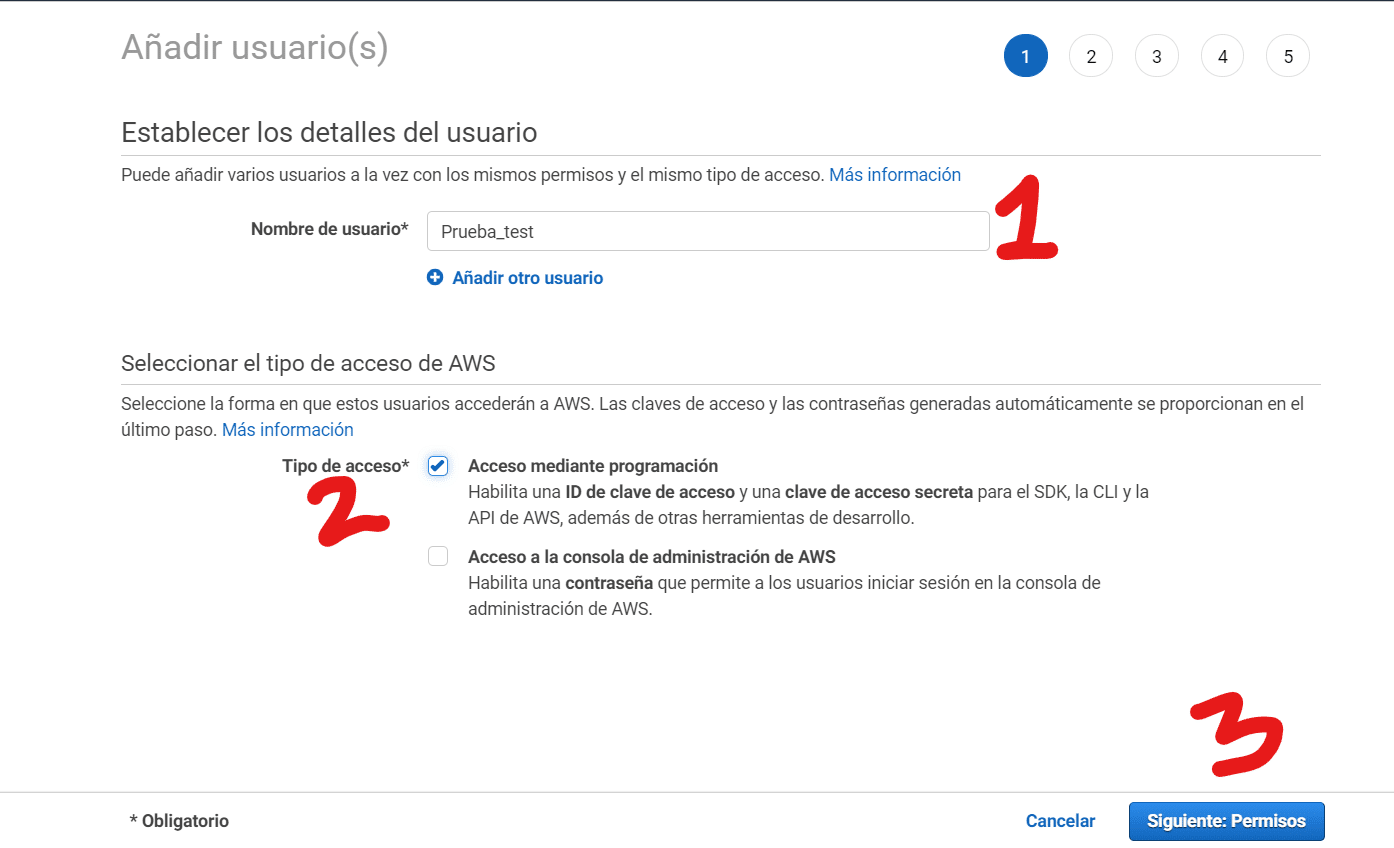 Añadir usuario(s)
1 2 3 4 5
Establecer los detalles del usuario
Puede añadir varios usuarios a la vez con los mismos permisos y el mismo tipo de acceso. Más información
Nombre de usuario* Prueba_test
1
Añadir otro usuario
Seleccionar el tipo de acceso de AWS
Seleccione la forma en que estos usuarios accederán a AWS. Las claves de acceso y las contraseñas generadas automáticamente se proporcionan en el
último paso. Más información
Tipo de acceso* Acceso mediante programación
2
Habilita una ID de clave de acceso y una clave de acceso secreta para el SDK, la CLI y la
API de AWS, además de otras herramientas de desarrollo.
Acceso a la consola de administración de AWS
Habilita una contraseña que permite a los usuarios iniciar sesión en la consola de
administración de AWS.
3
* Obligatorio
Cancelar
Siguiente: Permisos